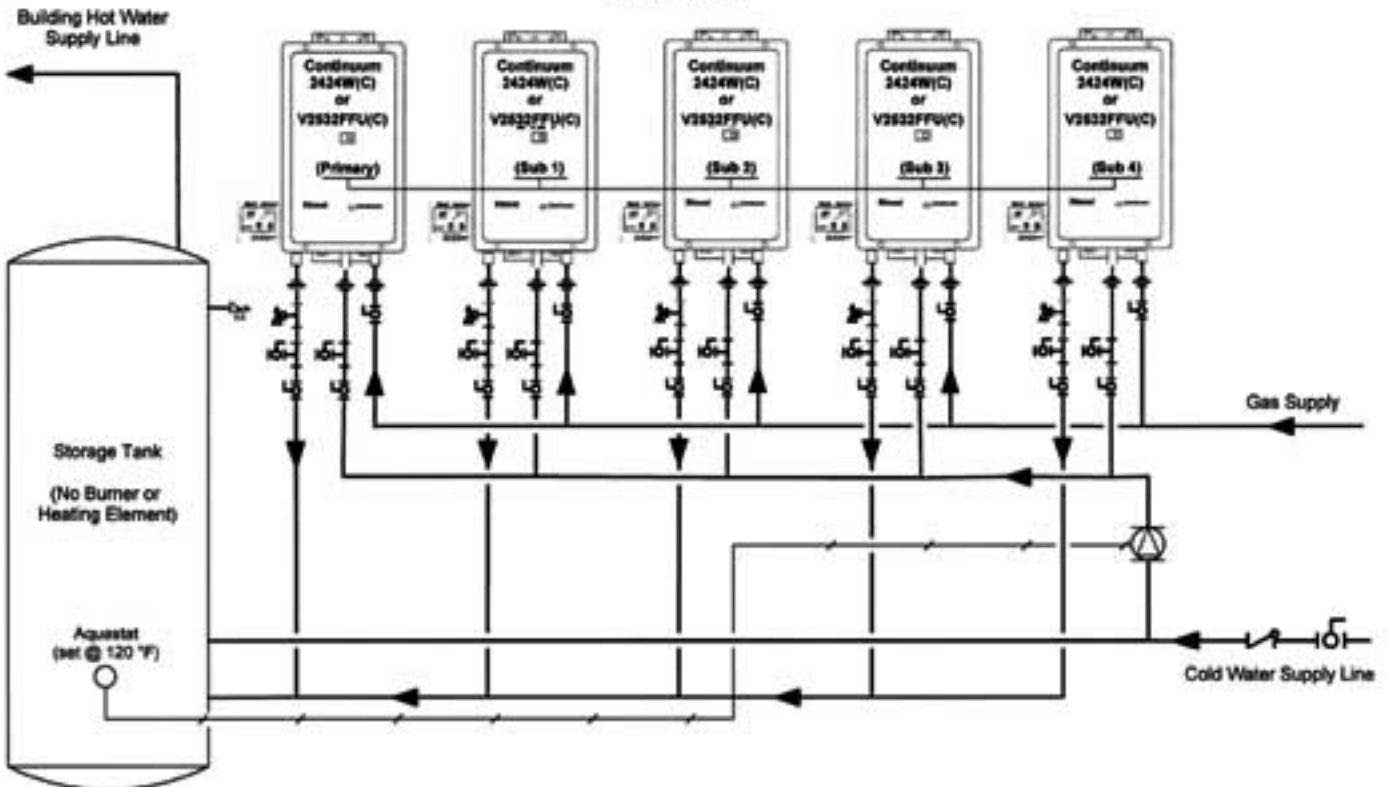 Building Hot Water
Supply Line
Continuum
2424W(C)
or
V2532FFU(C)
(Primary)
Continuum
2424W(C)
or
V2532FFU(C)
(Sub 1)
Continuum
2424W(C)
or
V2532FFU(C)
(Sub 2)
Continuum
2424W(C)
or
V2532FFU(C)
(Sub 3)
Continuum
2424W(C)
or
V2532FFU(C)
(Sub 4)
Gas Supply
Storage Tank
(No Burner or
Heating Element)
Aquastat
(set @ 120 °F)
Cold Water Supply Line